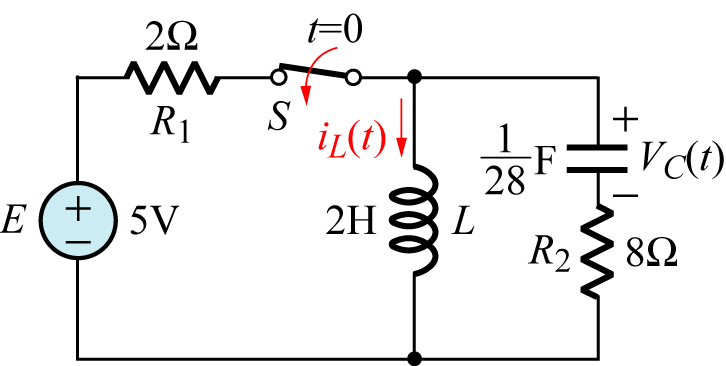 2Ω
t=0
R1
S
iL(t)
1/28 F
+
VC(t)
−
E
+
−
5V
2H
L
R2
8Ω